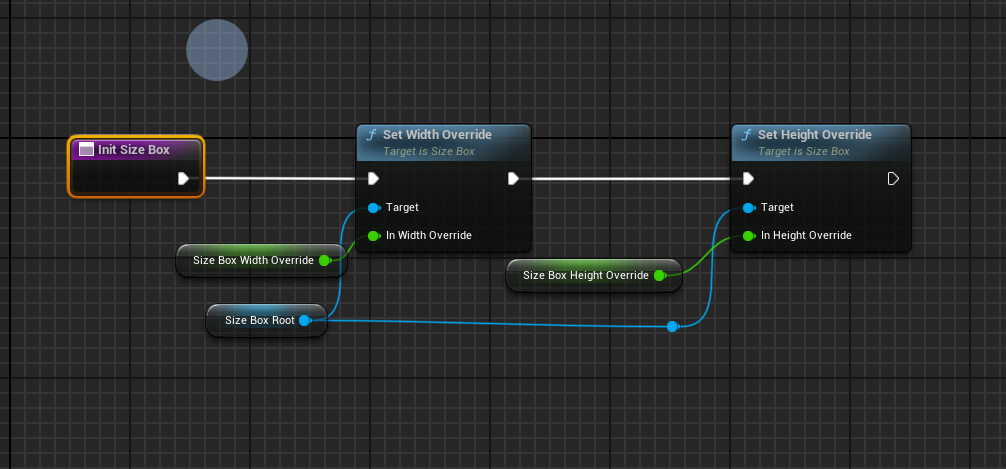 Init Size Box
Set Width Override
Target is Size Box
Target
In Width Override
Size Box Width Override
Size Box Root
Set Height Override
Target is Size Box
Target
In Height Override
Size Box Height Override